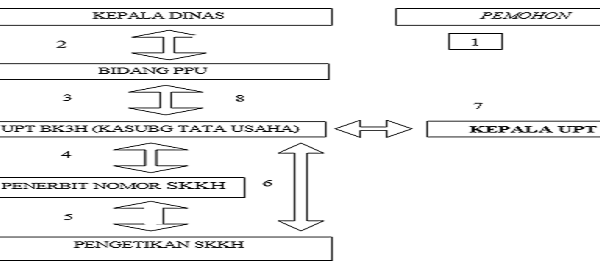 KEPALA DINAS PEMOHON
2 1
BIDANG PPU
3 8 7
UPT BK3H (KASUBG TATA USAHA) KEPALA UPT
4
PENERBIT NOMOR SKKH 6
5
PENGETIKAN SKKH